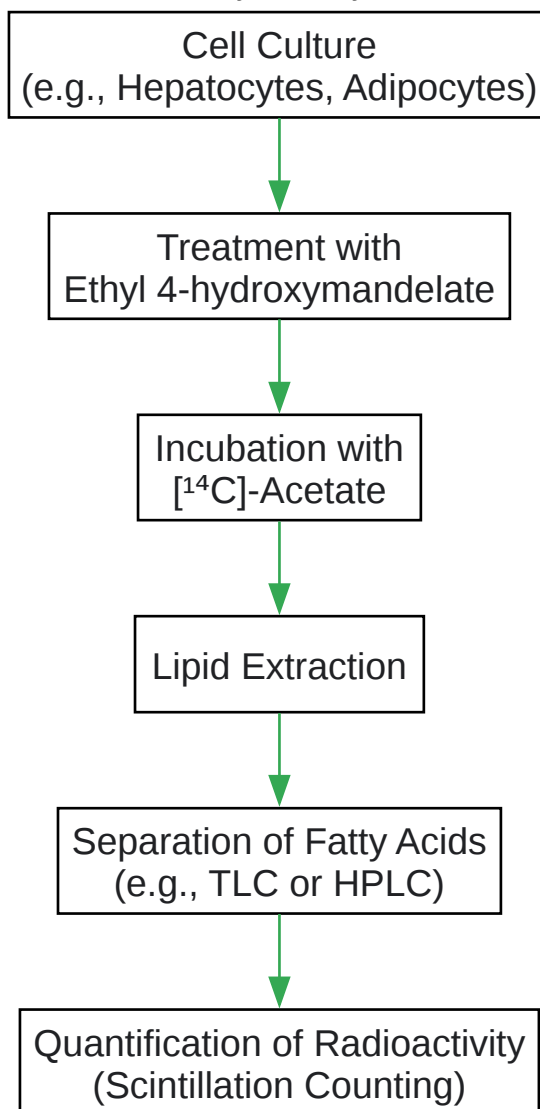 Cell Culture
(e.g., Hepatocytes, Adipocytes)
Treatment with
Ethyl 4-hydroxymandelate
Incubation with
[¹⁴C]-Acetate
Lipid Extraction
Separation of Fatty Acids
(e.g., TLC or HPLC)
Quantification of Radioactivity
(Scintillation Counting)